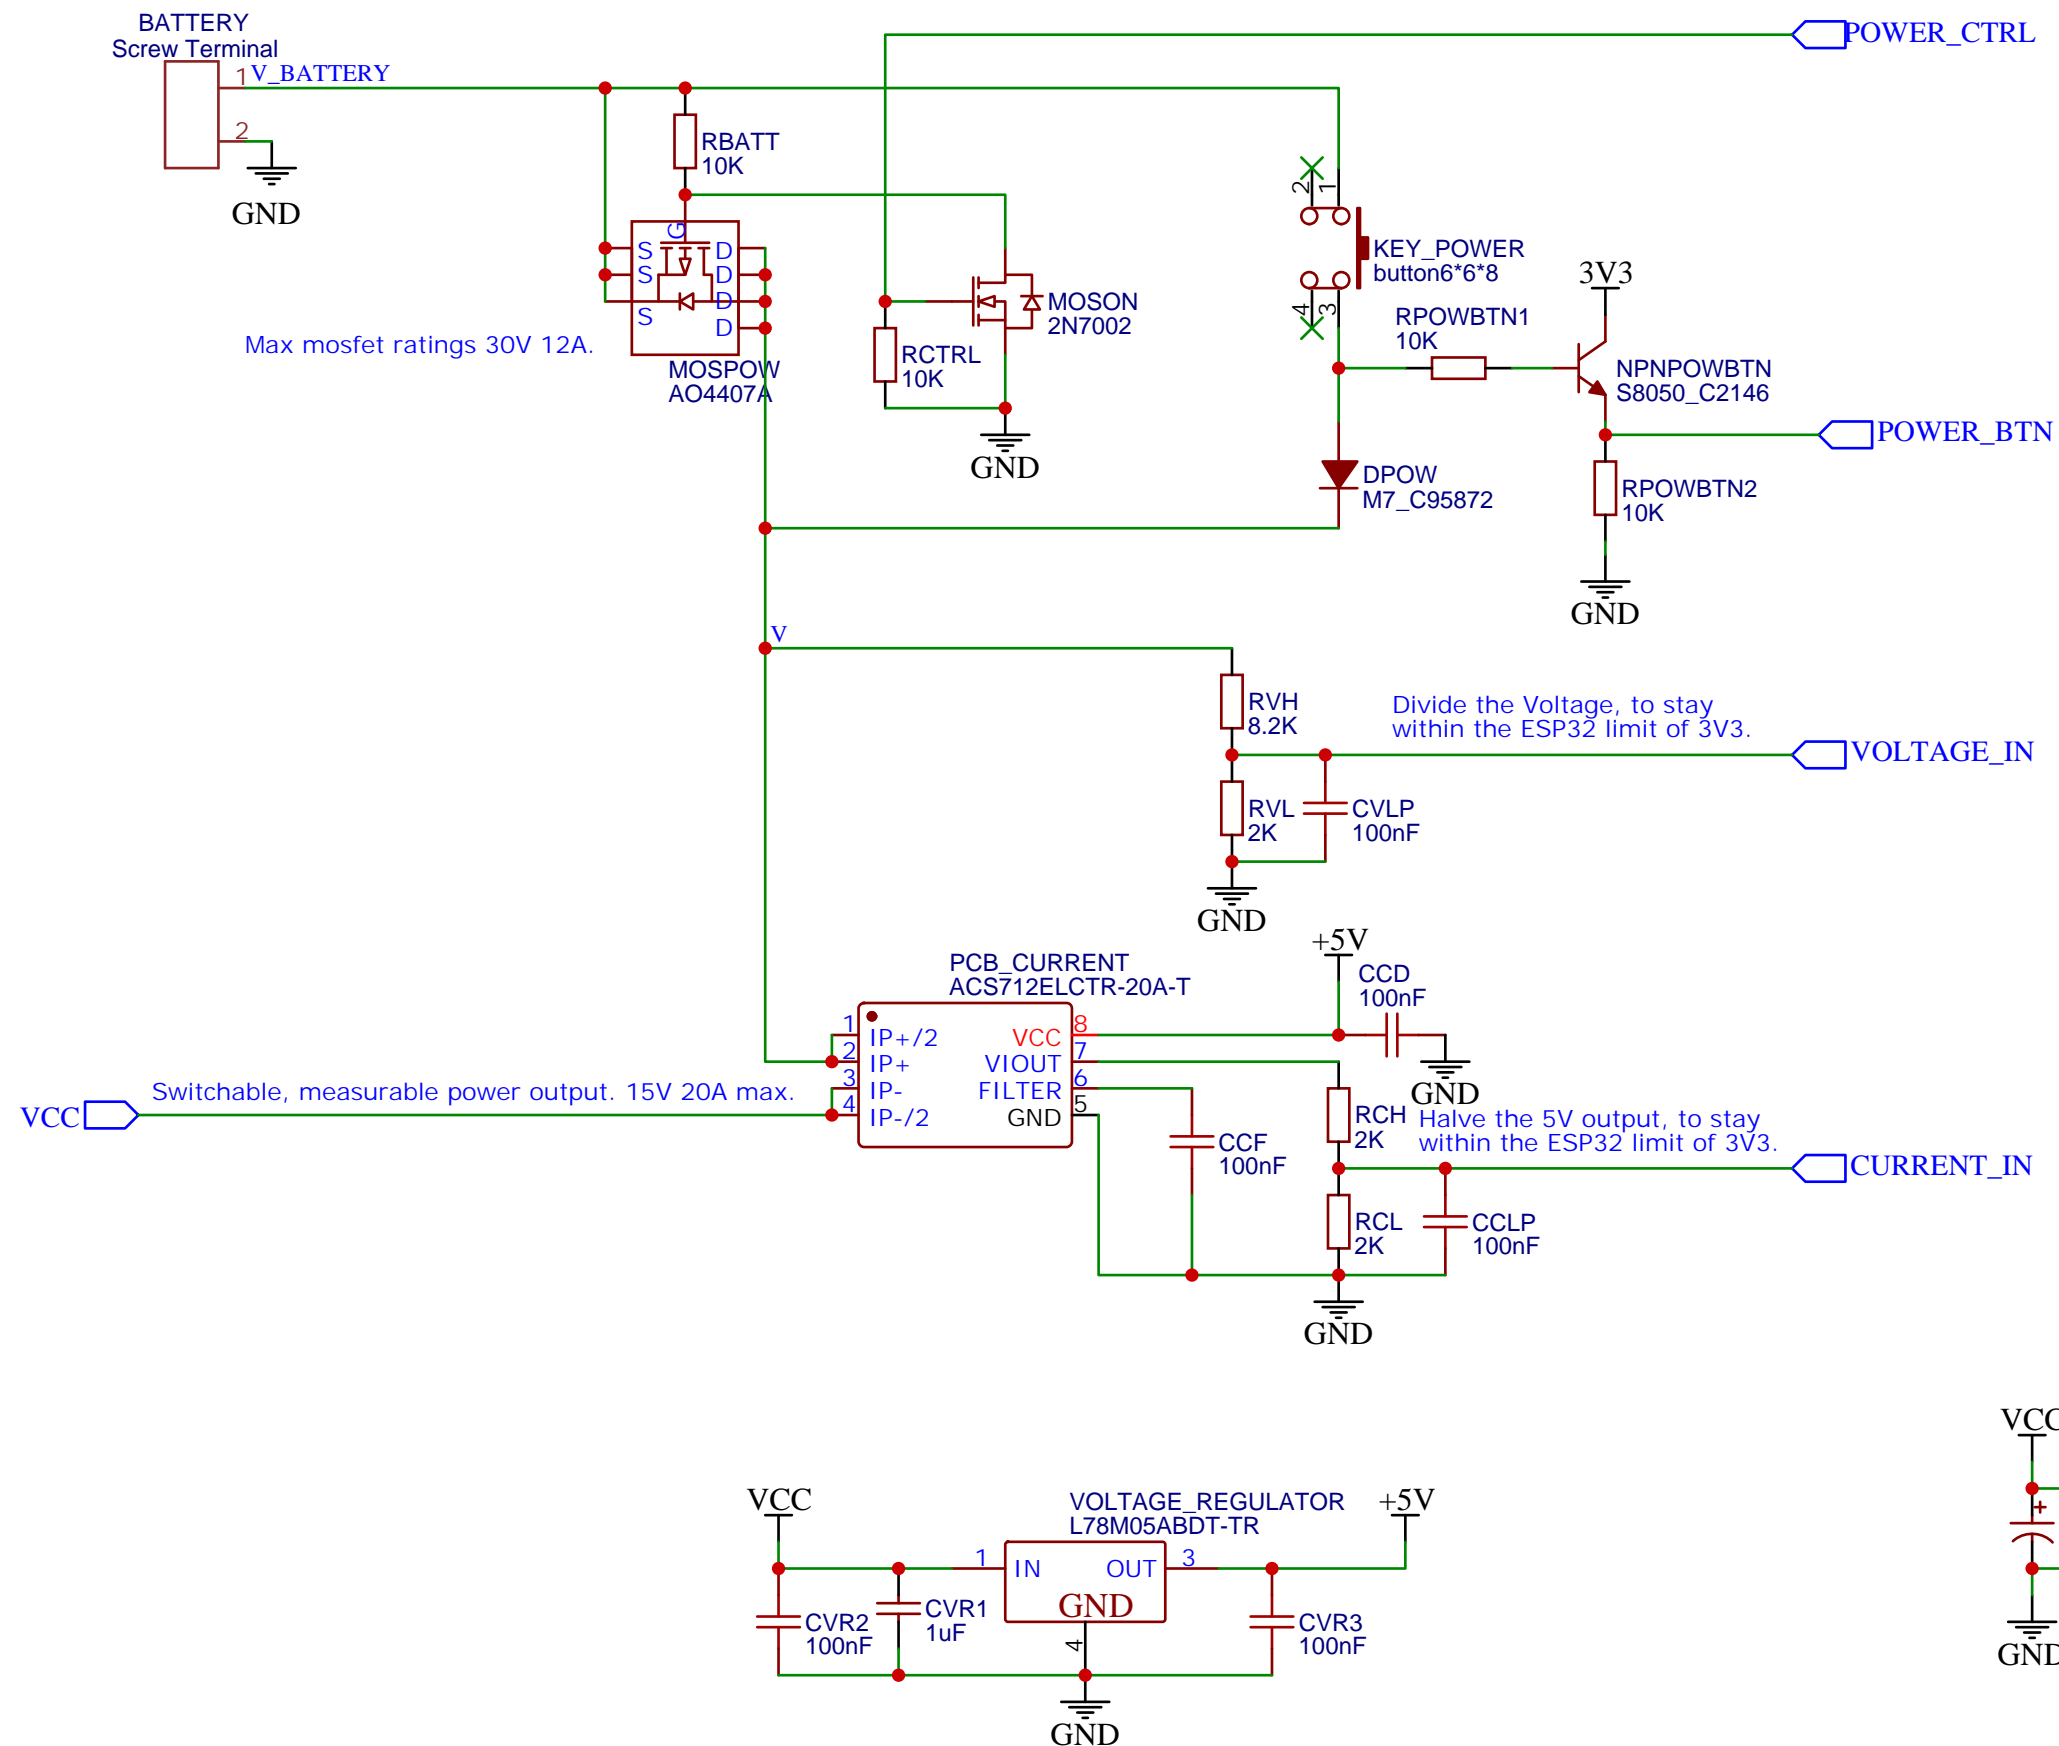 BATTERY
Screw Terminal
1
V_BATTERY
2
GND
POWER_CTRL
RBATT
10K
G
S
S
S
D
D
D
D
MOSPOW
AO4407A
Max mosfet ratings 30V 12A.
MOSON
2N7002
RCTRL
10K
GND
2
1
4
3
KEY_POWER
button6*6*8
3V3
RPOWBTN1
10K
NPNPOWBTN
S8050_C2146
POWER_BTN
DPOW
M7_C95872
RPOWBTN2
10K
GND
V
RVH
8.2K
Divide the Voltage, to stay
within the ESP32 limit of 3V3.
VOLTAGE_IN
RVL
2K
CVLP
100nF
GND
+5V
PCB_CURRENT
ACS712ELCTR-20A-T
CCD
100nF
GND
1
2
3
4
IP+/2
IP+
IP-
IP-/2
VCC
VIOUT
FILTER
GND
8
7
6
5
Switchable, measurable power output. 15V 20A max.
VCC
RCH
2K
Halve the 5V output, to stay
within the ESP32 limit of 3V3.
CURRENT_IN
CCF
100nF
RCL
2K
CCLP
100nF
GND
VCC
VOLTAGE_REGULATOR
L78M05ABDT-TR
+5V
1
IN
OUT
3
GND
4
CVR2
100nF
CVR1
1uF
CVR3
100nF
GND
VCC
+
GND